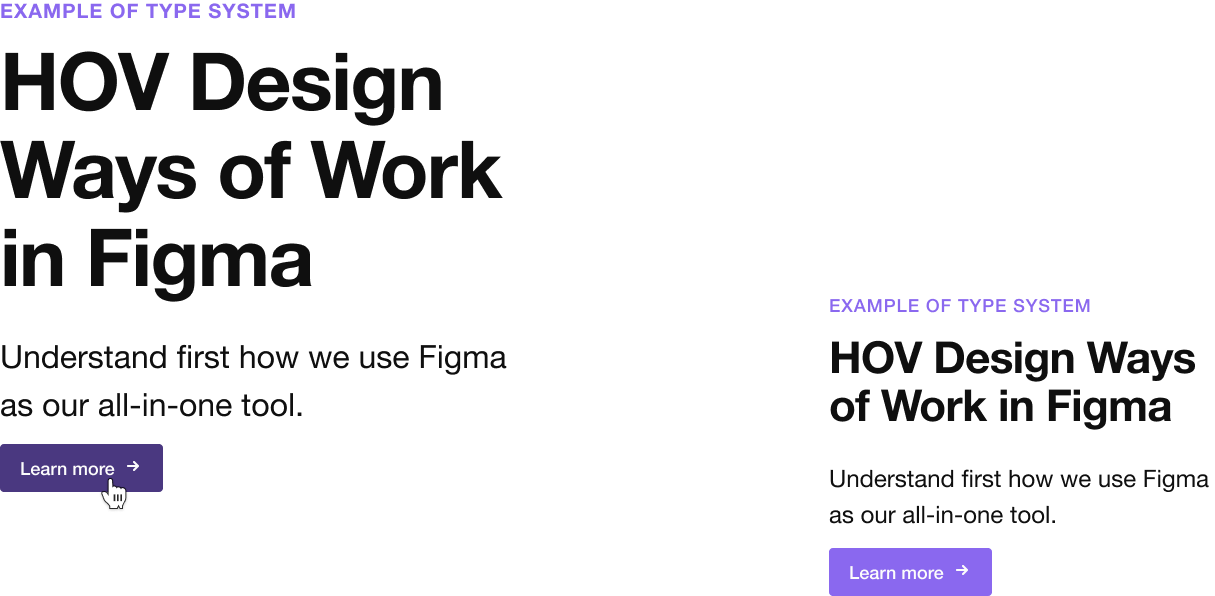 EXAMPLE OF TYPE SYSTEM
HOV Design
Ways of Work
in Figma
Understand first how we use Figma
as our all-in-one tool.
Learn more →
EXAMPLE OF TYPE SYSTEM
HOV Design Ways
of Work in Figma
Understand first how we use Figma
as our all-in-one tool.
Learn more →